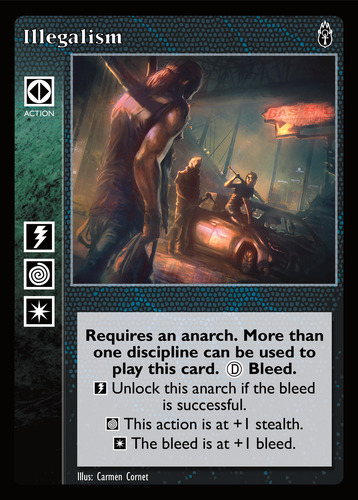 Illegalism
ACTION
Requires an anarch. More than
one discipline can be used to
play this card. Ⓓ Bleed.
Unlock this anarch if the bleed
is successful.
This action is at +1 stealth.
The bleed is at +1 bleed.
Illus: Carmen Cornet